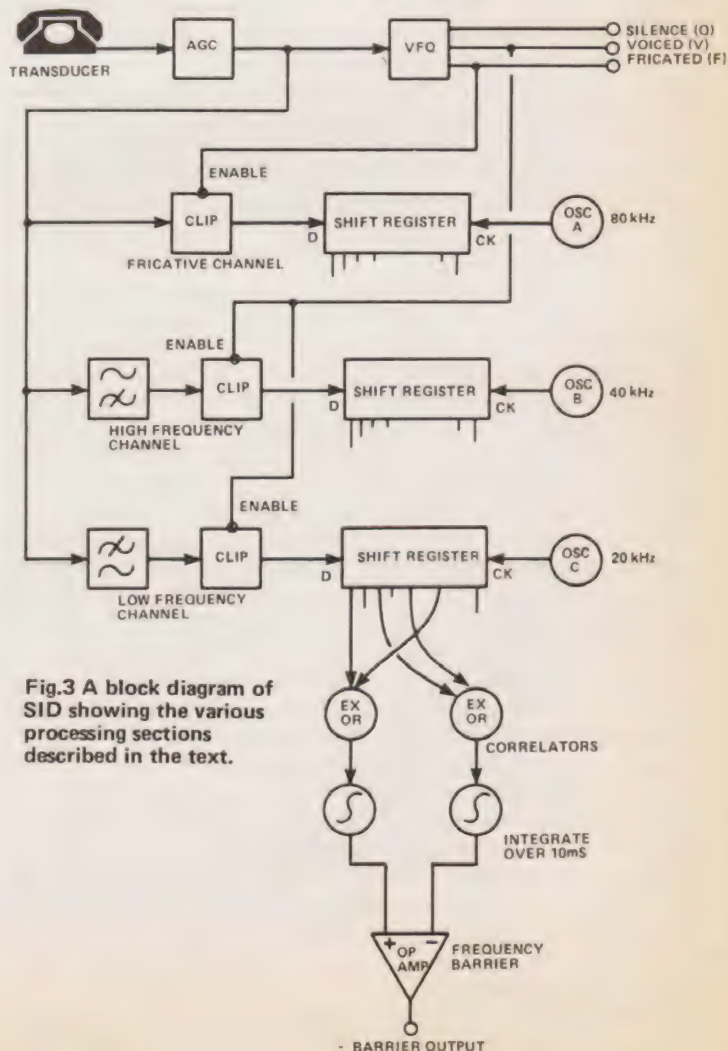 TRANSDUCER
AGC
VFQ
SILENCE (Q)
VOICED (V)
FRICATED (F)
ENABLE
CLIP
FRICATIVE CHANNEL
D
SHIFT REGISTER
CK
OSC
A
80 kHz
ENABLE
CLIP
HIGH FREQUENCY
CHANNEL
D
SHIFT REGISTER
CK
OSC
B
40 kHz
ENABLE
CLIP
LOW FREQUENCY
CHANNEL
D
SHIFT REGISTER
CK
OSC
C
20 kHz
Fig.3 A block diagram of
SID showing the various
processing sections
described in the text.
EX
OR
EX
OR
CORRELATORS
INTEGRATE
OVER 10mS
+ −
OP
AMP
FREQUENCY
BARRIER
- BARRIER OUTPUT